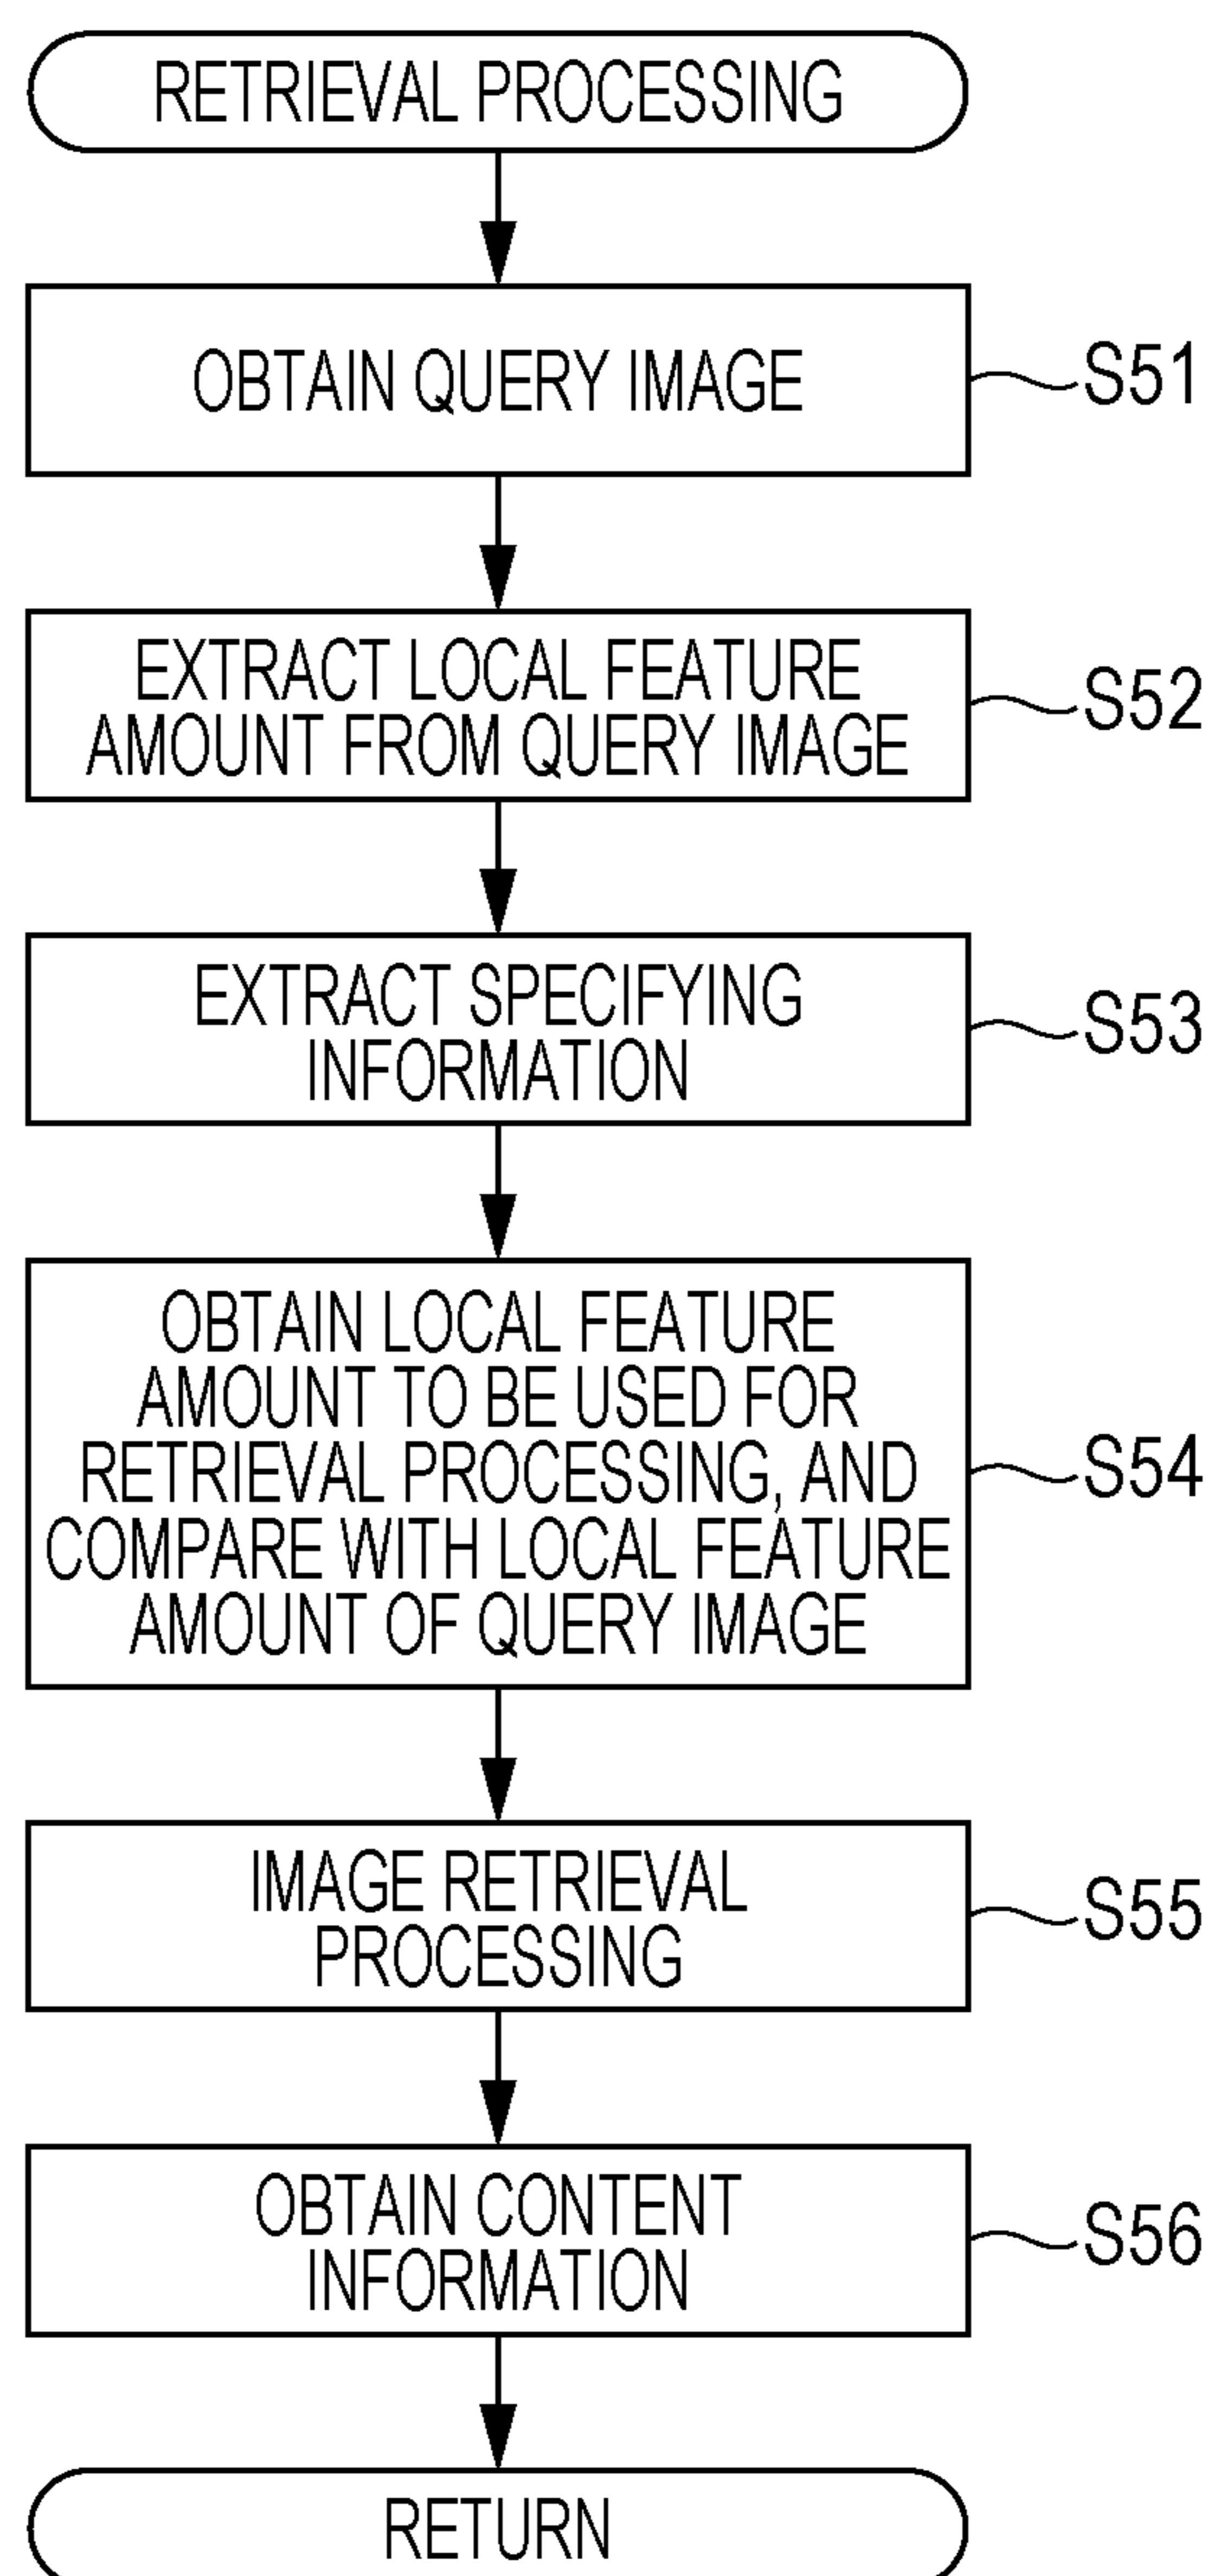 RETRIEVAL PROCESSING
OBTAIN QUERY IMAGE
S51
EXTRACT LOCAL FEATURE
AMOUNT FROM QUERY IMAGE
S52
EXTRACT SPECIFYING
INFORMATION
S53
OBTAIN LOCAL FEATURE
AMOUNT TO BE USED FOR
RETRIEVAL PROCESSING, AND
COMPARE WITH LOCAL FEATURE
AMOUNT OF QUERY IMAGE
S54
IMAGE RETRIEVAL
PROCESSING
S55
OBTAIN CONTENT
INFORMATION
S56
RETURN